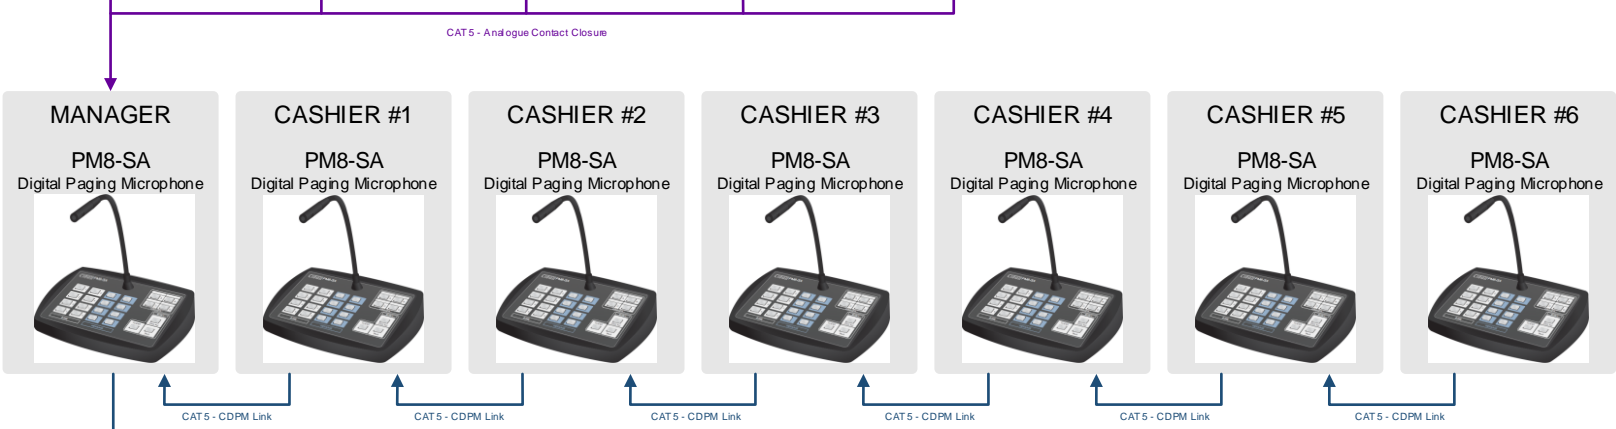 CAT5 - Analogue Contact Closure
MANAGER
PM8-SA
Digital Paging Microphone
CASHIER #1
PM8-SA
Digital Paging Microphone
CASHIER #2
PM8-SA
Digital Paging Microphone
CASHIER #3
PM8-SA
Digital Paging Microphone
CASHIER #4
PM8-SA
Digital Paging Microphone
CASHIER #5
PM8-SA
Digital Paging Microphone
CASHIER #6
PM8-SA
Digital Paging Microphone
CAT5 - CDPM Link
CAT5 - CDPM Link
CAT5 - CDPM Link
CAT5 - CDPM Link
CAT5 - CDPM Link
CAT5 - CDPM Link